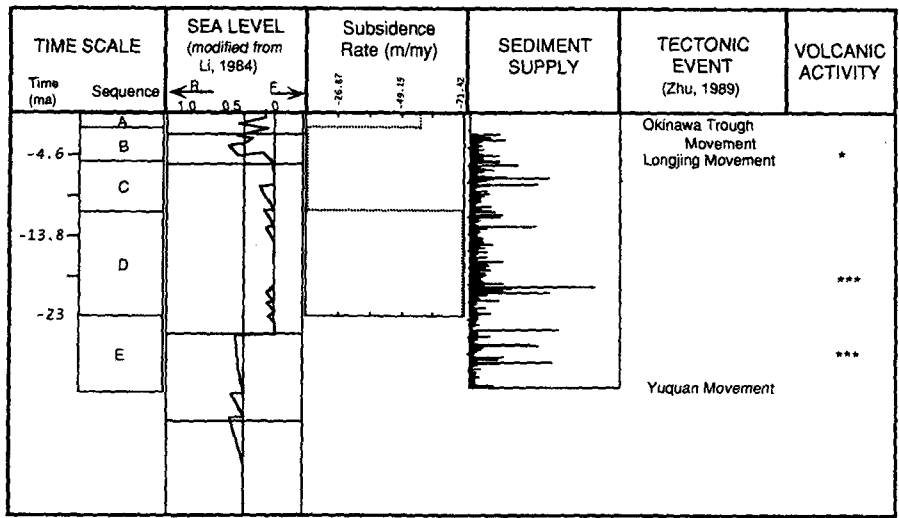 TIME SCALE
Time
(ma)
Sequence
SEA LEVEL
(modified from
Li, 1984)
R
F
1.0 0.5 0
Subsidence
Rate (m/my)
-26.87
-49.15
-71.42
SEDIMENT
SUPPLY
TECTONIC
EVENT
(Zhu, 1989)
VOLCANIC
ACTIVITY
A
B
-4.6
C
-13.8
D
-23
E
Okinawa Trough
Movement
Longjing Movement
*
***
***
Yuquan Movement